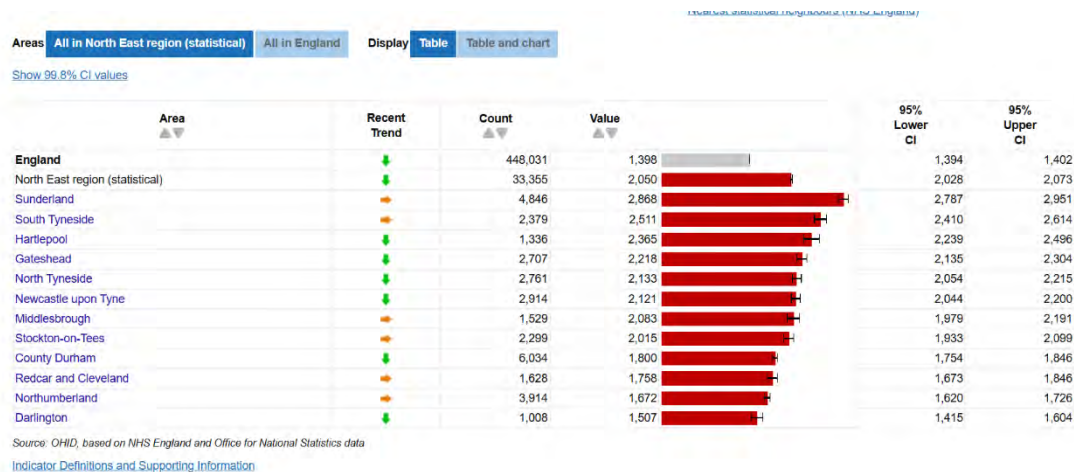 Nearest statistical neighbours (NHS England)
Areas All in North East region (statistical) All in England Display Table Table and chart
Show 99.8% CI values
Area Recent Trend Count Value 95% Lower CI 95% Upper CI
England 448,031 1,398 1,394 1,402
North East region (statistical) 33,355 2,050 2,028 2,073
Sunderland 4,846 2,868 2,787 2,951
South Tyneside 2,379 2,511 2,410 2,614
Hartlepool 1,336 2,365 2,239 2,496
Gateshead 2,707 2,218 2,135 2,304
North Tyneside 2,761 2,133 2,054 2,215
Newcastle upon Tyne 2,914 2,121 2,044 2,200
Middlesbrough 1,529 2,083 1,979 2,191
Stockton-on-Tees 2,299 2,015 1,933 2,099
County Durham 6,034 1,800 1,754 1,846
Redcar and Cleveland 1,628 1,758 1,673 1,846
Northumberland 3,914 1,672 1,620 1,726
Darlington 1,008 1,507 1,415 1,604
Source: OHID, based on NHS England and Office for National Statistics data
Indicator Definitions and Supporting Information